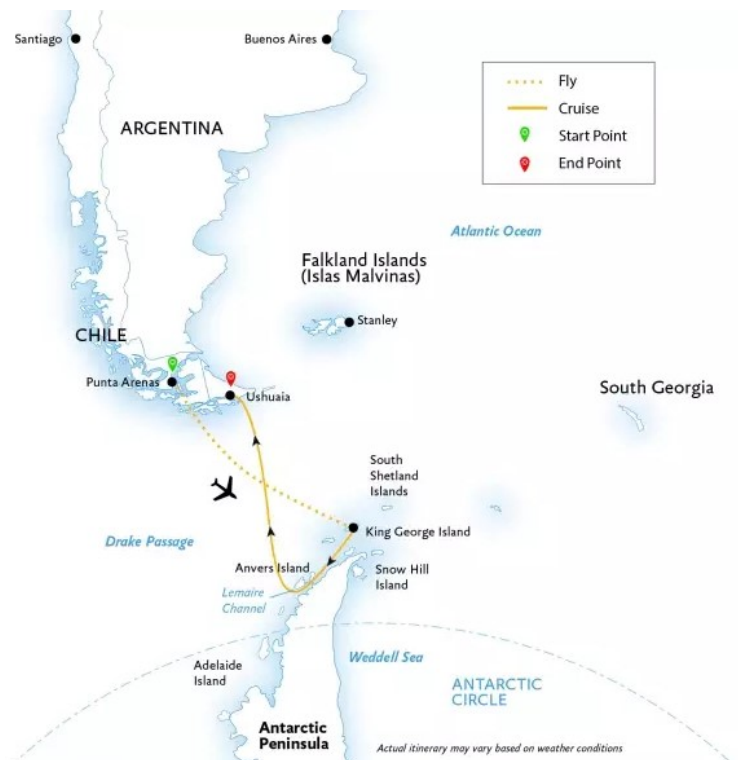 Santiago
Buenos Aires
Fly
Cruise
Start Point
End Point
ARGENTINA
Atlantic Ocean
Falkland Islands
(Islas Malvinas)
Stanley
CHILE
Punta Arenas
Ushuaia
South Georgia
South
Shetland
Islands
King George Island
Drake Passage
Anvers Island
Snow Hill
Island
Lemaire
Channel
Weddell Sea
Adelaide
Island
ANTARCTIC
CIRCLE
Antarctic
Peninsula
Actual itinerary may vary based on weather conditions